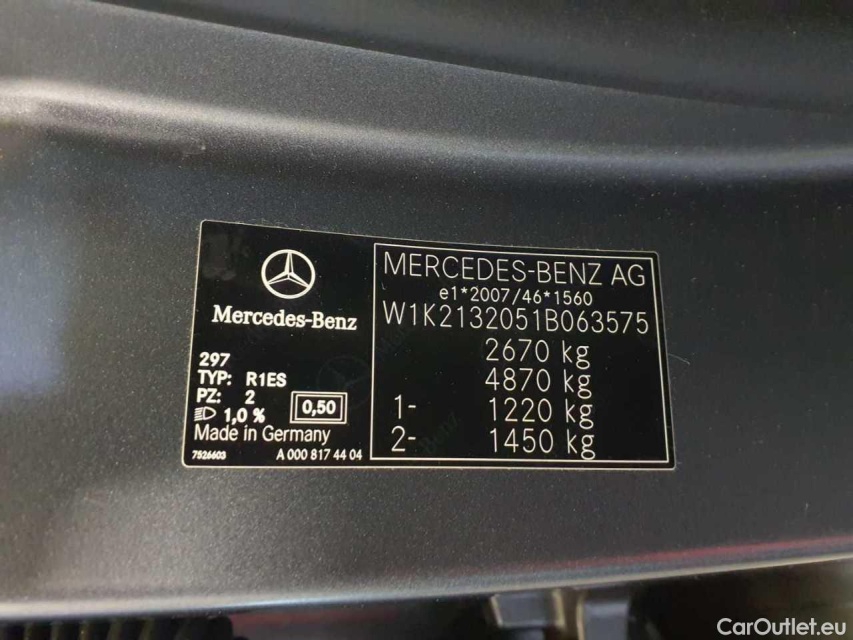 Mercedes-Benz
297
TYP: R1ES
PZ: 2
1,0 %
0,50
Made in Germany
7526603
A 000 817 44 04
MERCEDES-BENZ AG
e1*2007/46*1560
W1K2132051B063575
2670 kg
4870 kg
1- 1220 kg
2- 1450 kg
CarOutlet.eu